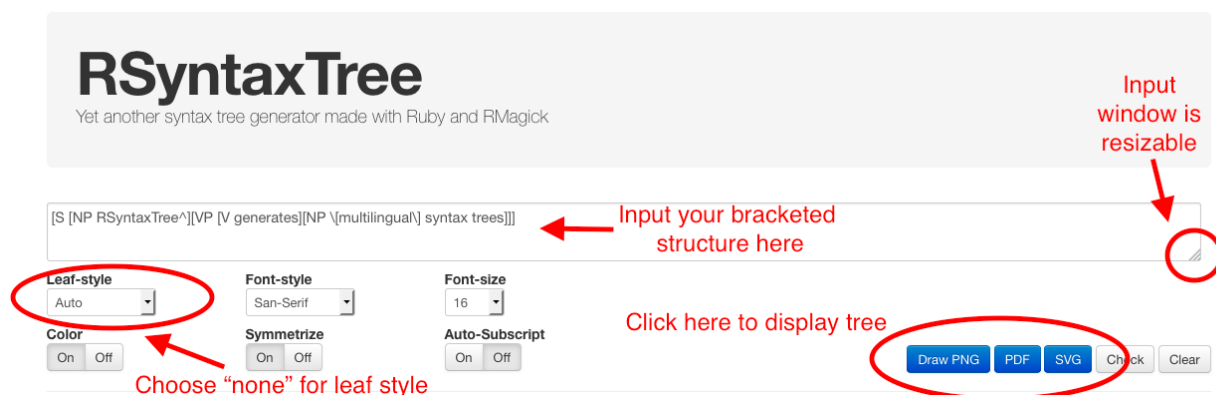 RSyntaxTree
Yet another syntax tree generator made with Ruby and RMagick
Input
window is
resizable
[S [NP RSyntaxTree^][VP [V generates][NP \[multilingual\] syntax trees]]]
Input your bracketed
structure here
Leaf-style Font-style Font-size
Auto San-Serif 16
Click here to display tree
Color Symmetrize Auto-Subscript
On Off On Off On Off Draw PNG PDF SVG Check Clear
Choose “none” for leaf style